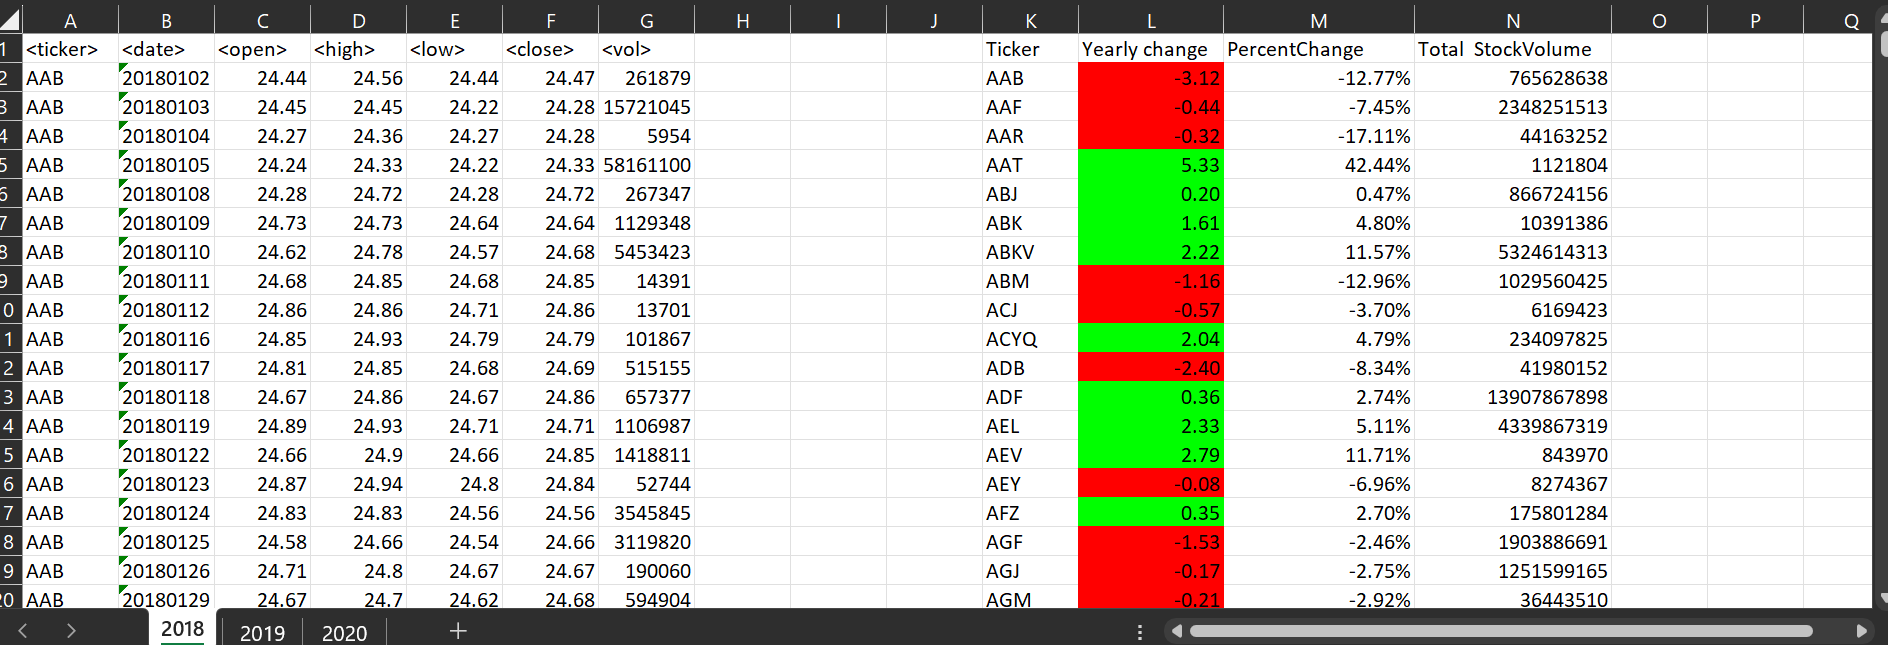 A B C D E F G H I J K L M N O P Q
1 <ticker> <date> <open> <high> <low> <close> <vol> Ticker Yearly change PercentChange Total StockVolume
2 AAB 20180102 24.44 24.56 24.44 24.47 261879 AAB -3.12 -12.77% 765628638
3 AAB 20180103 24.45 24.45 24.22 24.28 15721045 AAF -0.44 -7.45% 2348251513
4 AAB 20180104 24.27 24.36 24.27 24.28 5954 AAR -0.32 -17.11% 44163252
5 AAB 20180105 24.24 24.33 24.22 24.33 58161100 AAT 5.33 42.44% 1121804
6 AAB 20180108 24.28 24.72 24.28 24.72 267347 ABJ 0.20 0.47% 866724156
7 AAB 20180109 24.73 24.73 24.64 24.64 1129348 ABK 1.61 4.80% 10391386
8 AAB 20180110 24.62 24.78 24.57 24.68 5453423 ABKV 2.22 11.57% 5324614313
9 AAB 20180111 24.68 24.85 24.68 24.85 14391 ABM -1.16 -12.96% 1029560425
0 AAB 20180112 24.86 24.86 24.71 24.86 13701 ACJ -0.57 -3.70% 6169423
1 AAB 20180116 24.85 24.93 24.79 24.79 101867 ACYQ 2.04 4.79% 234097825
2 AAB 20180117 24.81 24.85 24.68 24.69 515155 ADB -2.40 -8.34% 41980152
3 AAB 20180118 24.67 24.86 24.67 24.86 657377 ADF 0.36 2.74% 13907867898
4 AAB 20180119 24.89 24.93 24.71 24.71 1106987 AEL 2.33 5.11% 4339867319
5 AAB 20180122 24.66 24.9 24.66 24.85 1418811 AEV 2.79 11.71% 843970
6 AAB 20180123 24.87 24.94 24.8 24.84 52744 AEY -0.08 -6.96% 8274367
7 AAB 20180124 24.83 24.83 24.56 24.56 3545845 AFZ 0.35 2.70% 175801284
8 AAB 20180125 24.58 24.66 24.54 24.66 3119820 AGF -1.53 -2.46% 1903886691
9 AAB 20180126 24.71 24.8 24.67 24.67 190060 AGJ -0.17 -2.75% 1251599165
20 AAB 20180129 24.67 24.7 24.62 24.68 594904 AGM -0.21 -2.92% 36443510
2018 2019 2020